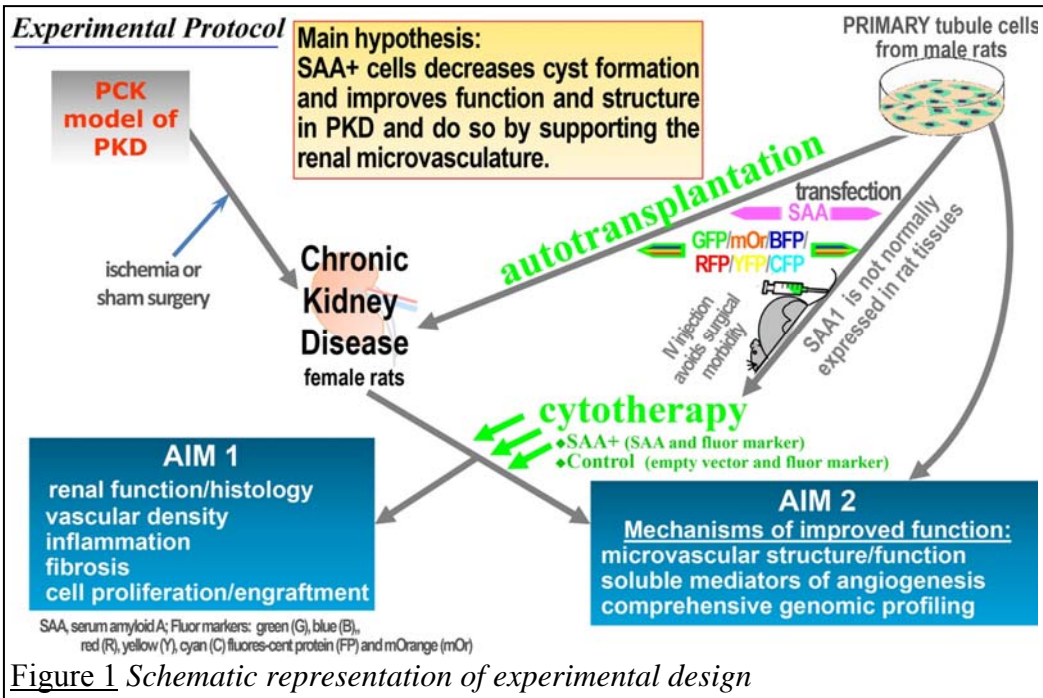 Experimental Protocol
Main hypothesis:
SAA+ cells decreases cyst formation
and improves function and structure
in PKD and do so by supporting the
renal microvasculature.
PRIMARY tubule cells
from male rats
PCK
model of
PKD
ischemia or
sham surgery
Chronic
Kidney
Disease
female rats
autotransplantation
transfection
SAA
GFP/mOr/BFP/
RFP/YFP/CFP
IV injection
avoids surgical
morbidity
SAA1 is not normally
expressed in rat tissues
cytotherapy
◆SAA+ (SAA and fluor marker)
◆Control (empty vector and fluor marker)
AIM 1
renal function/histology
vascular density
inflammation
fibrosis
cell proliferation/engraftment
AIM 2
Mechanisms of improved function:
microvascular structure/function
soluble mediators of angiogenesis
comprehensive genomic profiling
SAA, serum amyloid A; Fluor markers: green (G), blue (B),,
red (R), yellow (Y), cyan (C) fluores-cent protein (FP) and mOrange (mOr)
Figure 1 Schematic representation of experimental design